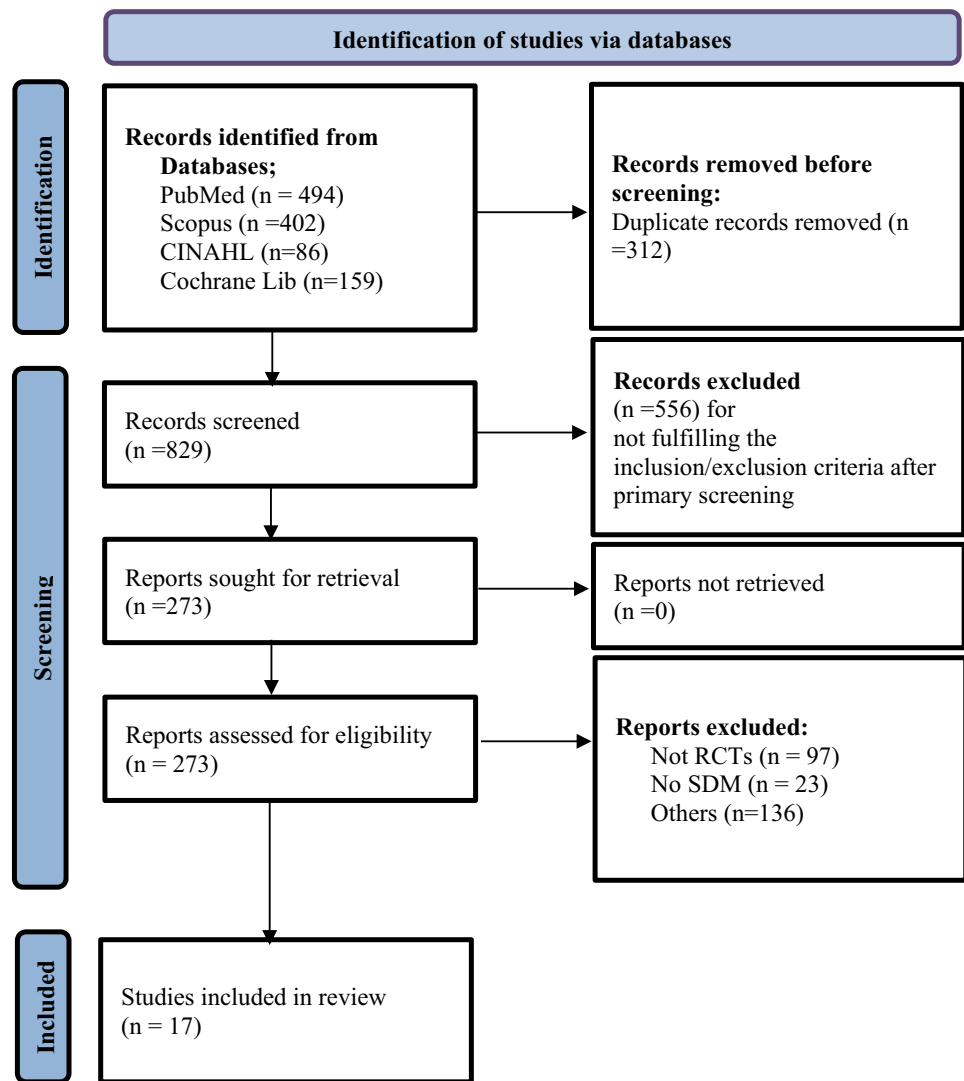 Identification of studies via databases
Identification
Records identified from
Databases;
PubMed (n = 494)
Scopus (n =402)
CINAHL (n=86)
Cochrane Lib (n=159)
Records removed before
screening:
Duplicate records removed (n
=312)
Screening
Records screened
(n =829)
Records excluded
(n =556) for
not fulfilling the
inclusion/exclusion criteria after
primary screening
Reports sought for retrieval
(n =273)
Reports not retrieved
(n =0)
Reports assessed for eligibility
(n = 273)
Reports excluded:
Not RCTs (n = 97)
No SDM (n = 23)
Others (n=136)
Included
Studies included in review
(n = 17)